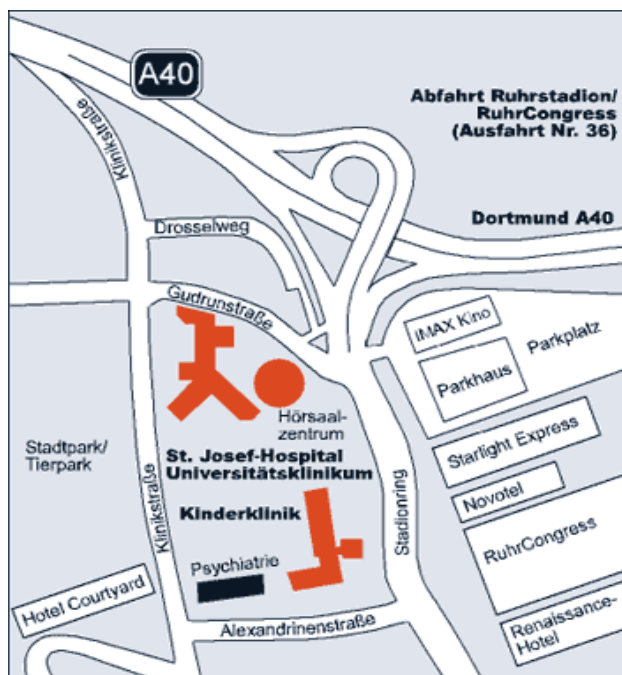 A40
Abfahrt Ruhrstadion/
RuhrCongress
(Ausfahrt Nr. 36)
Klinikstraße
Dortmund A40
Drosselweg
Gudrunstraße
IMAX Kino
Parkplatz
Parkhaus
Hörsaal-
zentrum
Stadtpark/
Tierpark
St. Josef-Hospital
Universitätsklinikum
Starlight Express
Klinikstraße
Stadionring
Kinderklinik
Novotel
RuhrCongress
Psychiatrie
Hotel Courtyard
Alexandrinenstraße
Renaissance-
Hotel